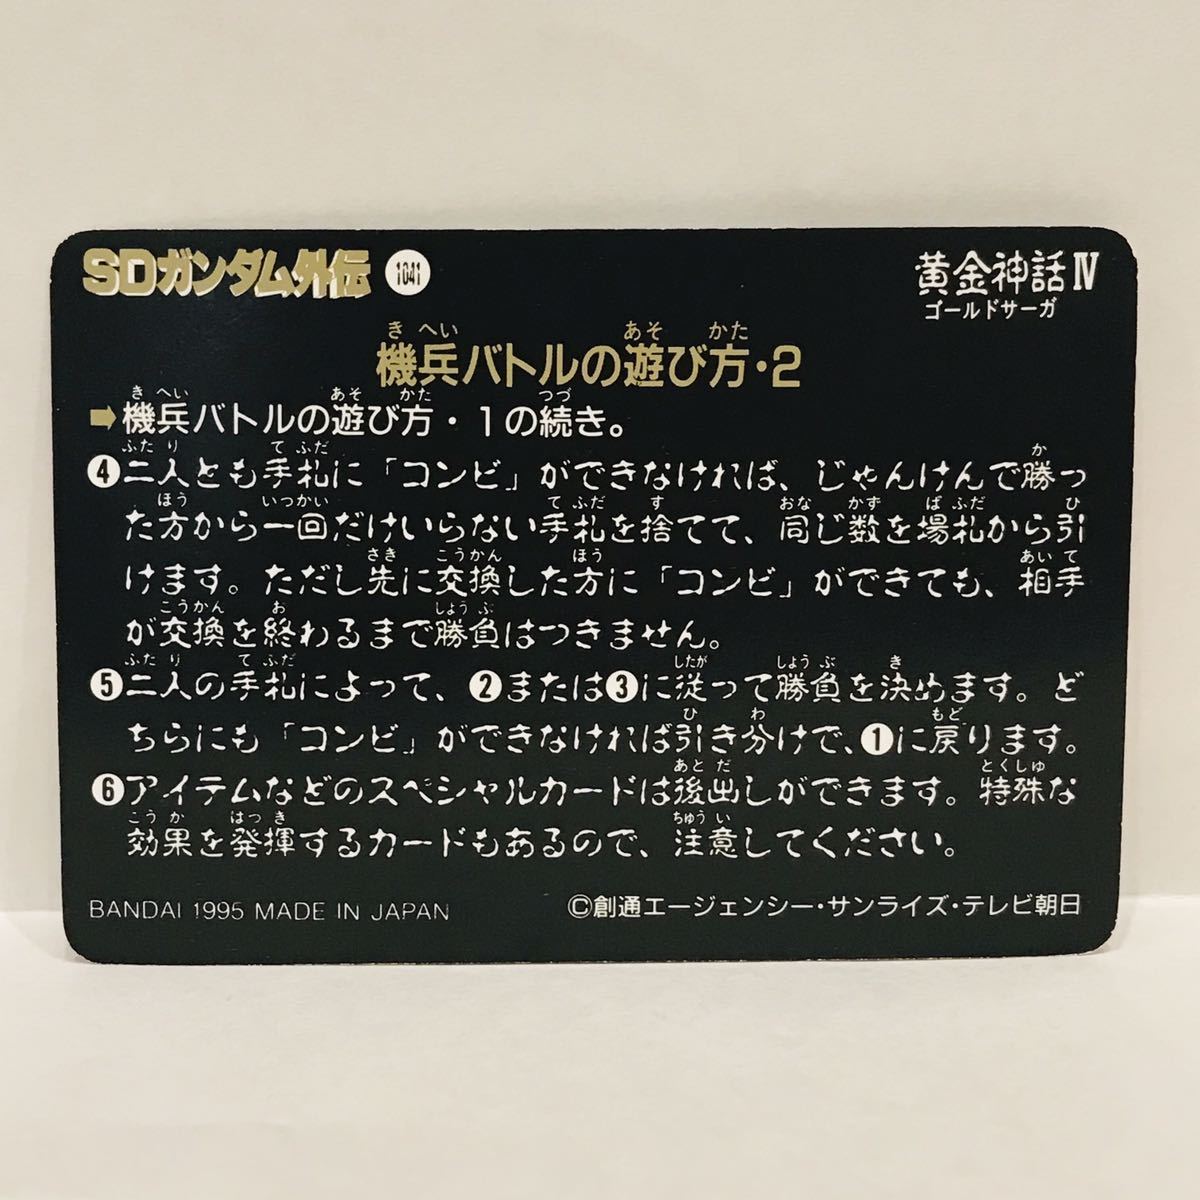 SDガンダム外伝 1041
黄金神話Ⅳ
ゴールドサーガ
きへい あそ かた
機兵バトルの遊び方・2
きへい あそ かた つづ
➡機兵バトルの遊び方・1の続き。
ふたり てふだ か
❹二人とも手札に「コンビ」ができなければ、じゃんけんで勝っ
ほう いっかい てふだ す おな かず ばふだ ひ
た方から一回だけいらない手札を捨てて、同じ数を場札から引
さき こうかん ほう あいて
けます。ただし先に交換した方に「コンビ」ができても、相手
こうかん お しょうぶ
が交換を終わるまで勝負はつきません。
ふたり てふだ したが しょうぶ き
❺二人の手札によって、❷または❸に従って勝負を決めます。ど
ひ わ もど
ちらにも「コンビ」ができなければ引き分けで、❶に戻ります。
あとだ とくしゅ
❻アイテムなどのスペシャルカードは後出しができます。特殊な
こうか はっき ちゅうい
効果を発揮するカードもあるので、注意してください。
BANDAI 1995 MADE IN JAPAN
©創通エージェンシー・サンライズ・テレビ朝日